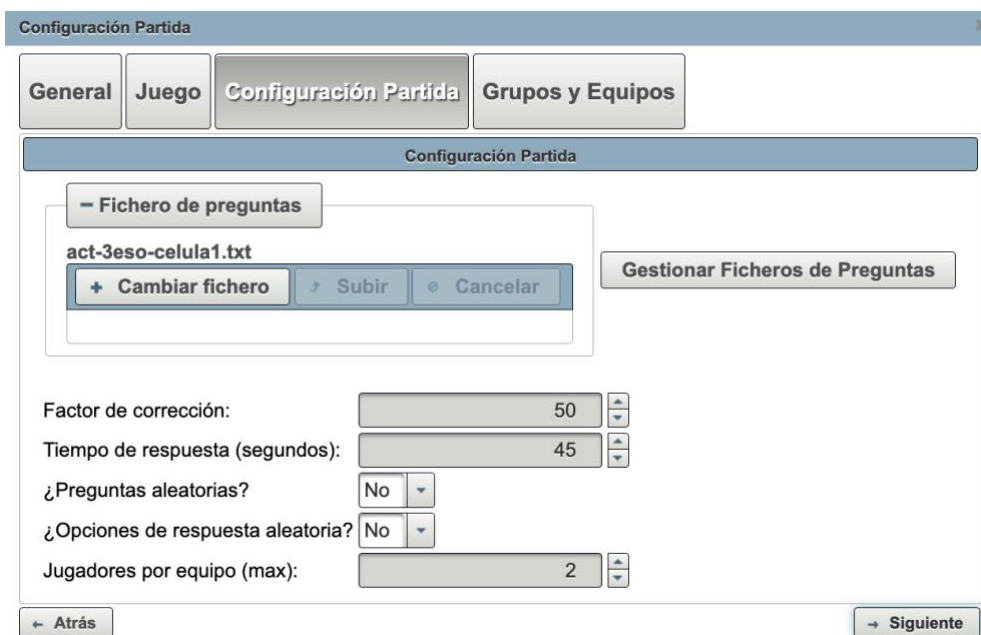 Configuración Partida
General Juego Configuración Partida Grupos y Equipos
Configuración Partida
Fichero de preguntas
act-3eso-celula1.txt
Cambiar fichero Subir Cancelar
Gestionar Ficheros de Preguntas
Factor de corrección: 50
Tiempo de respuesta (segundos): 45
¿Preguntas aleatorias? No
¿Opciones de respuesta aleatoria? No
Jugadores por equipo (max): 2
Atrás Siguiente